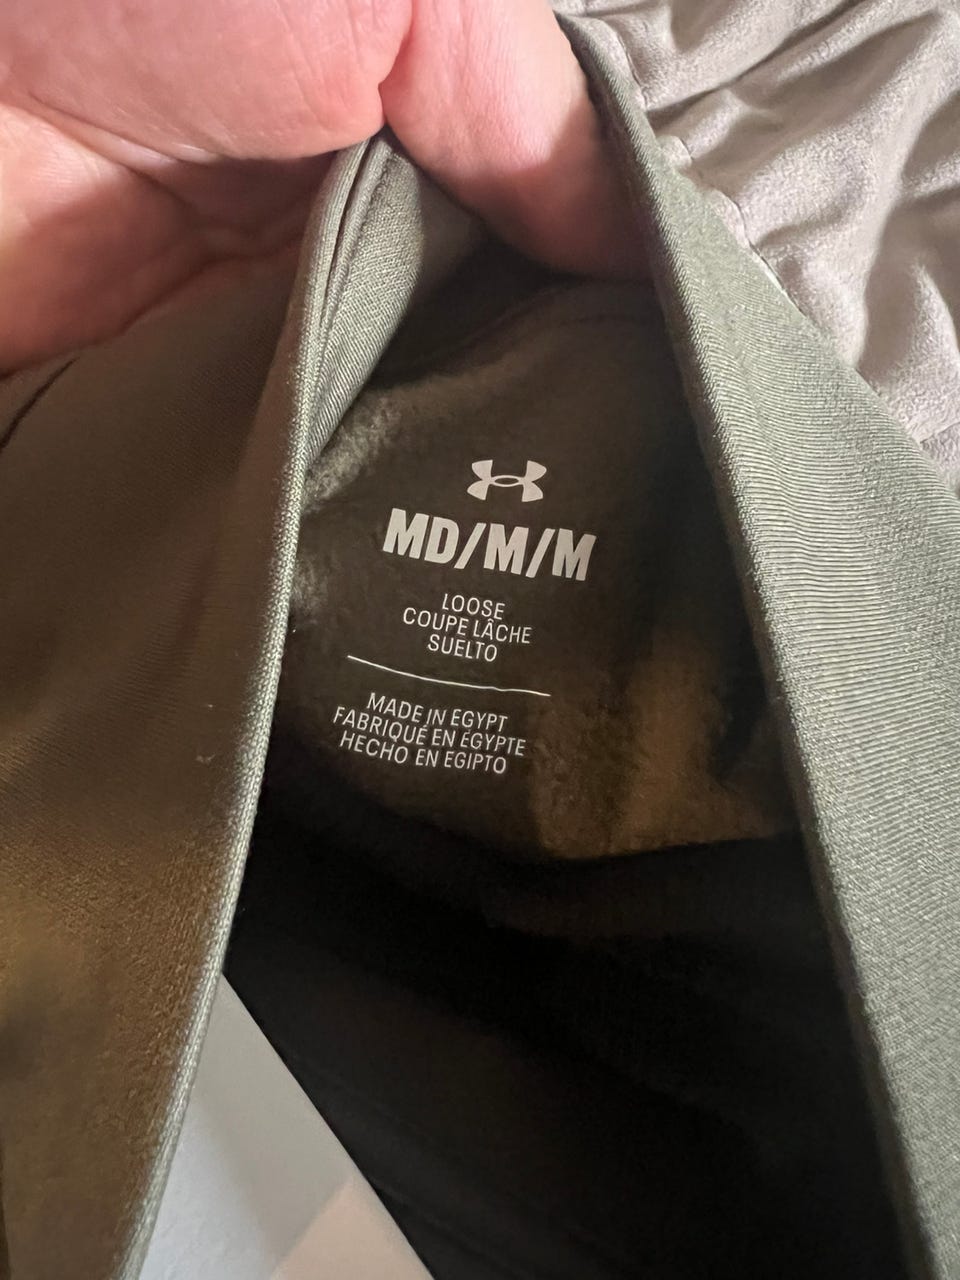 MD/M/M
LOOSE
COUPE LÂCHE
SUELTO
MADE IN EGYPT
FABRIQUÉ EN ÉGYPTE
HECHO EN EGIPTO